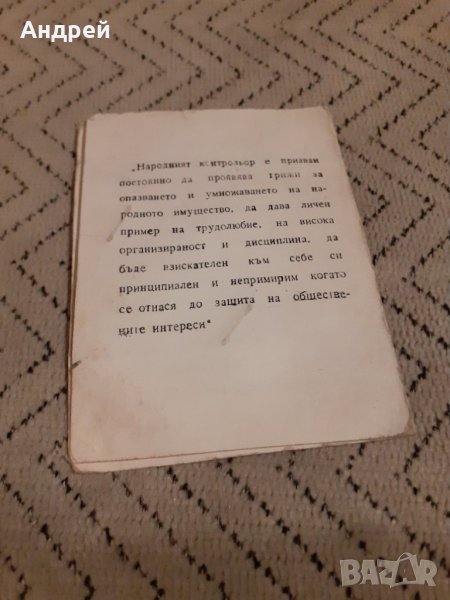 Андрей
„Народният контрольор е призван
постоянно да проявява грижи за
опазването и умножаването на на-
родното имущество, да дава личен
пример на трудолюбие, на висока
организираност и дисциплина, да
бъде взискателен към себе си
принципиален и непримирим когато
се отнася до защита на обществе-
ните интереси“
BAZAR